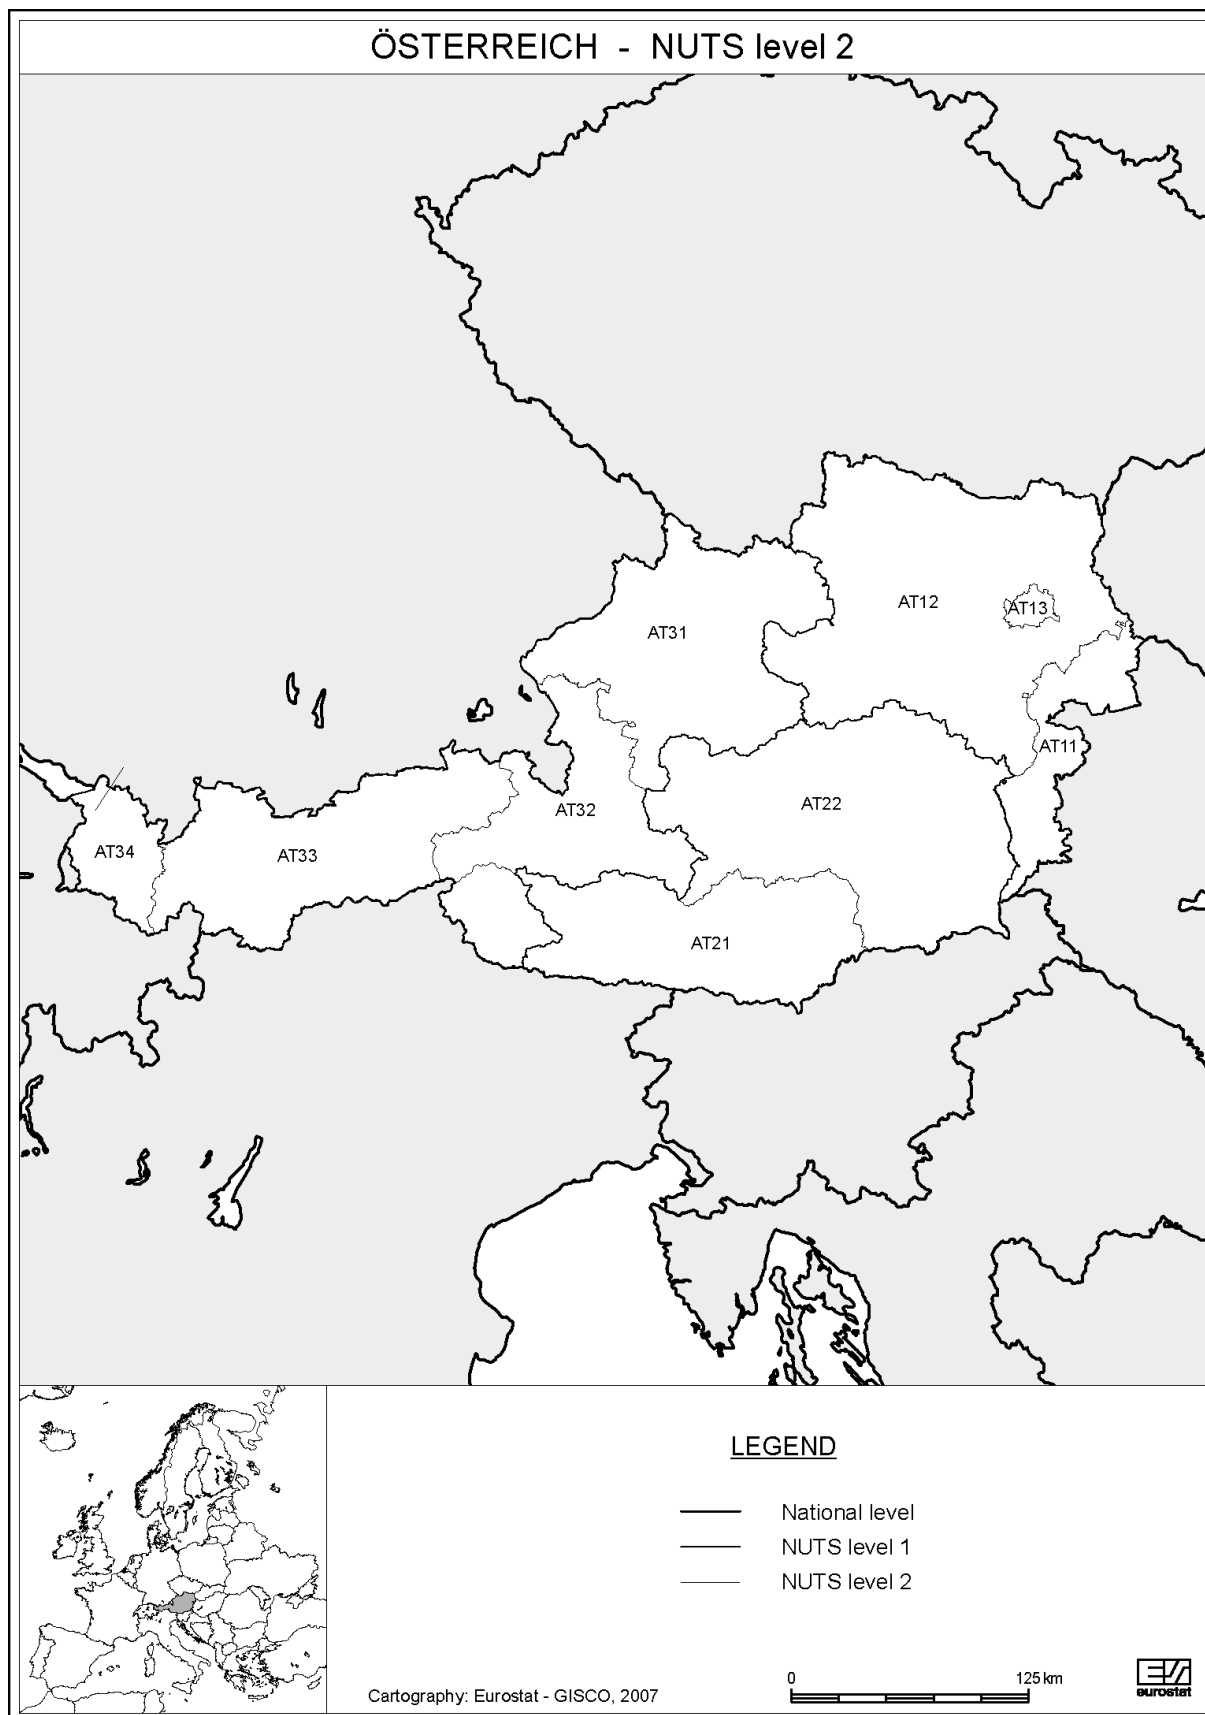 ÖSTERREICH - NUTS level 2
AT12
AT13
AT31
AT11
AT22
AT32
AT34
AT33
AT21
LEGEND
National level
NUTS level 1
NUTS level 2
0 125 km
Cartography: Eurostat - GISCO, 2007
eurostat